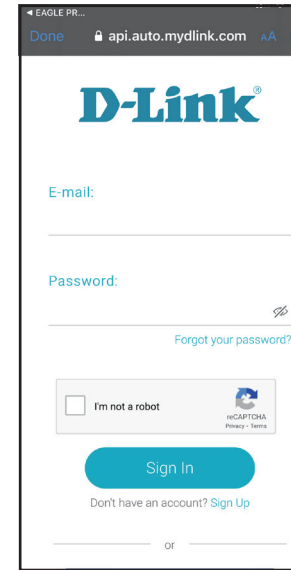 ◀ EAGLE PR...
Done api.auto.mydlink.com AA
D-Link®
E-mail:
Password:
Forgot your password?
I'm not a robot
reCAPTCHA
Privacy - Terms
Sign In
Don't have an account? Sign Up
or